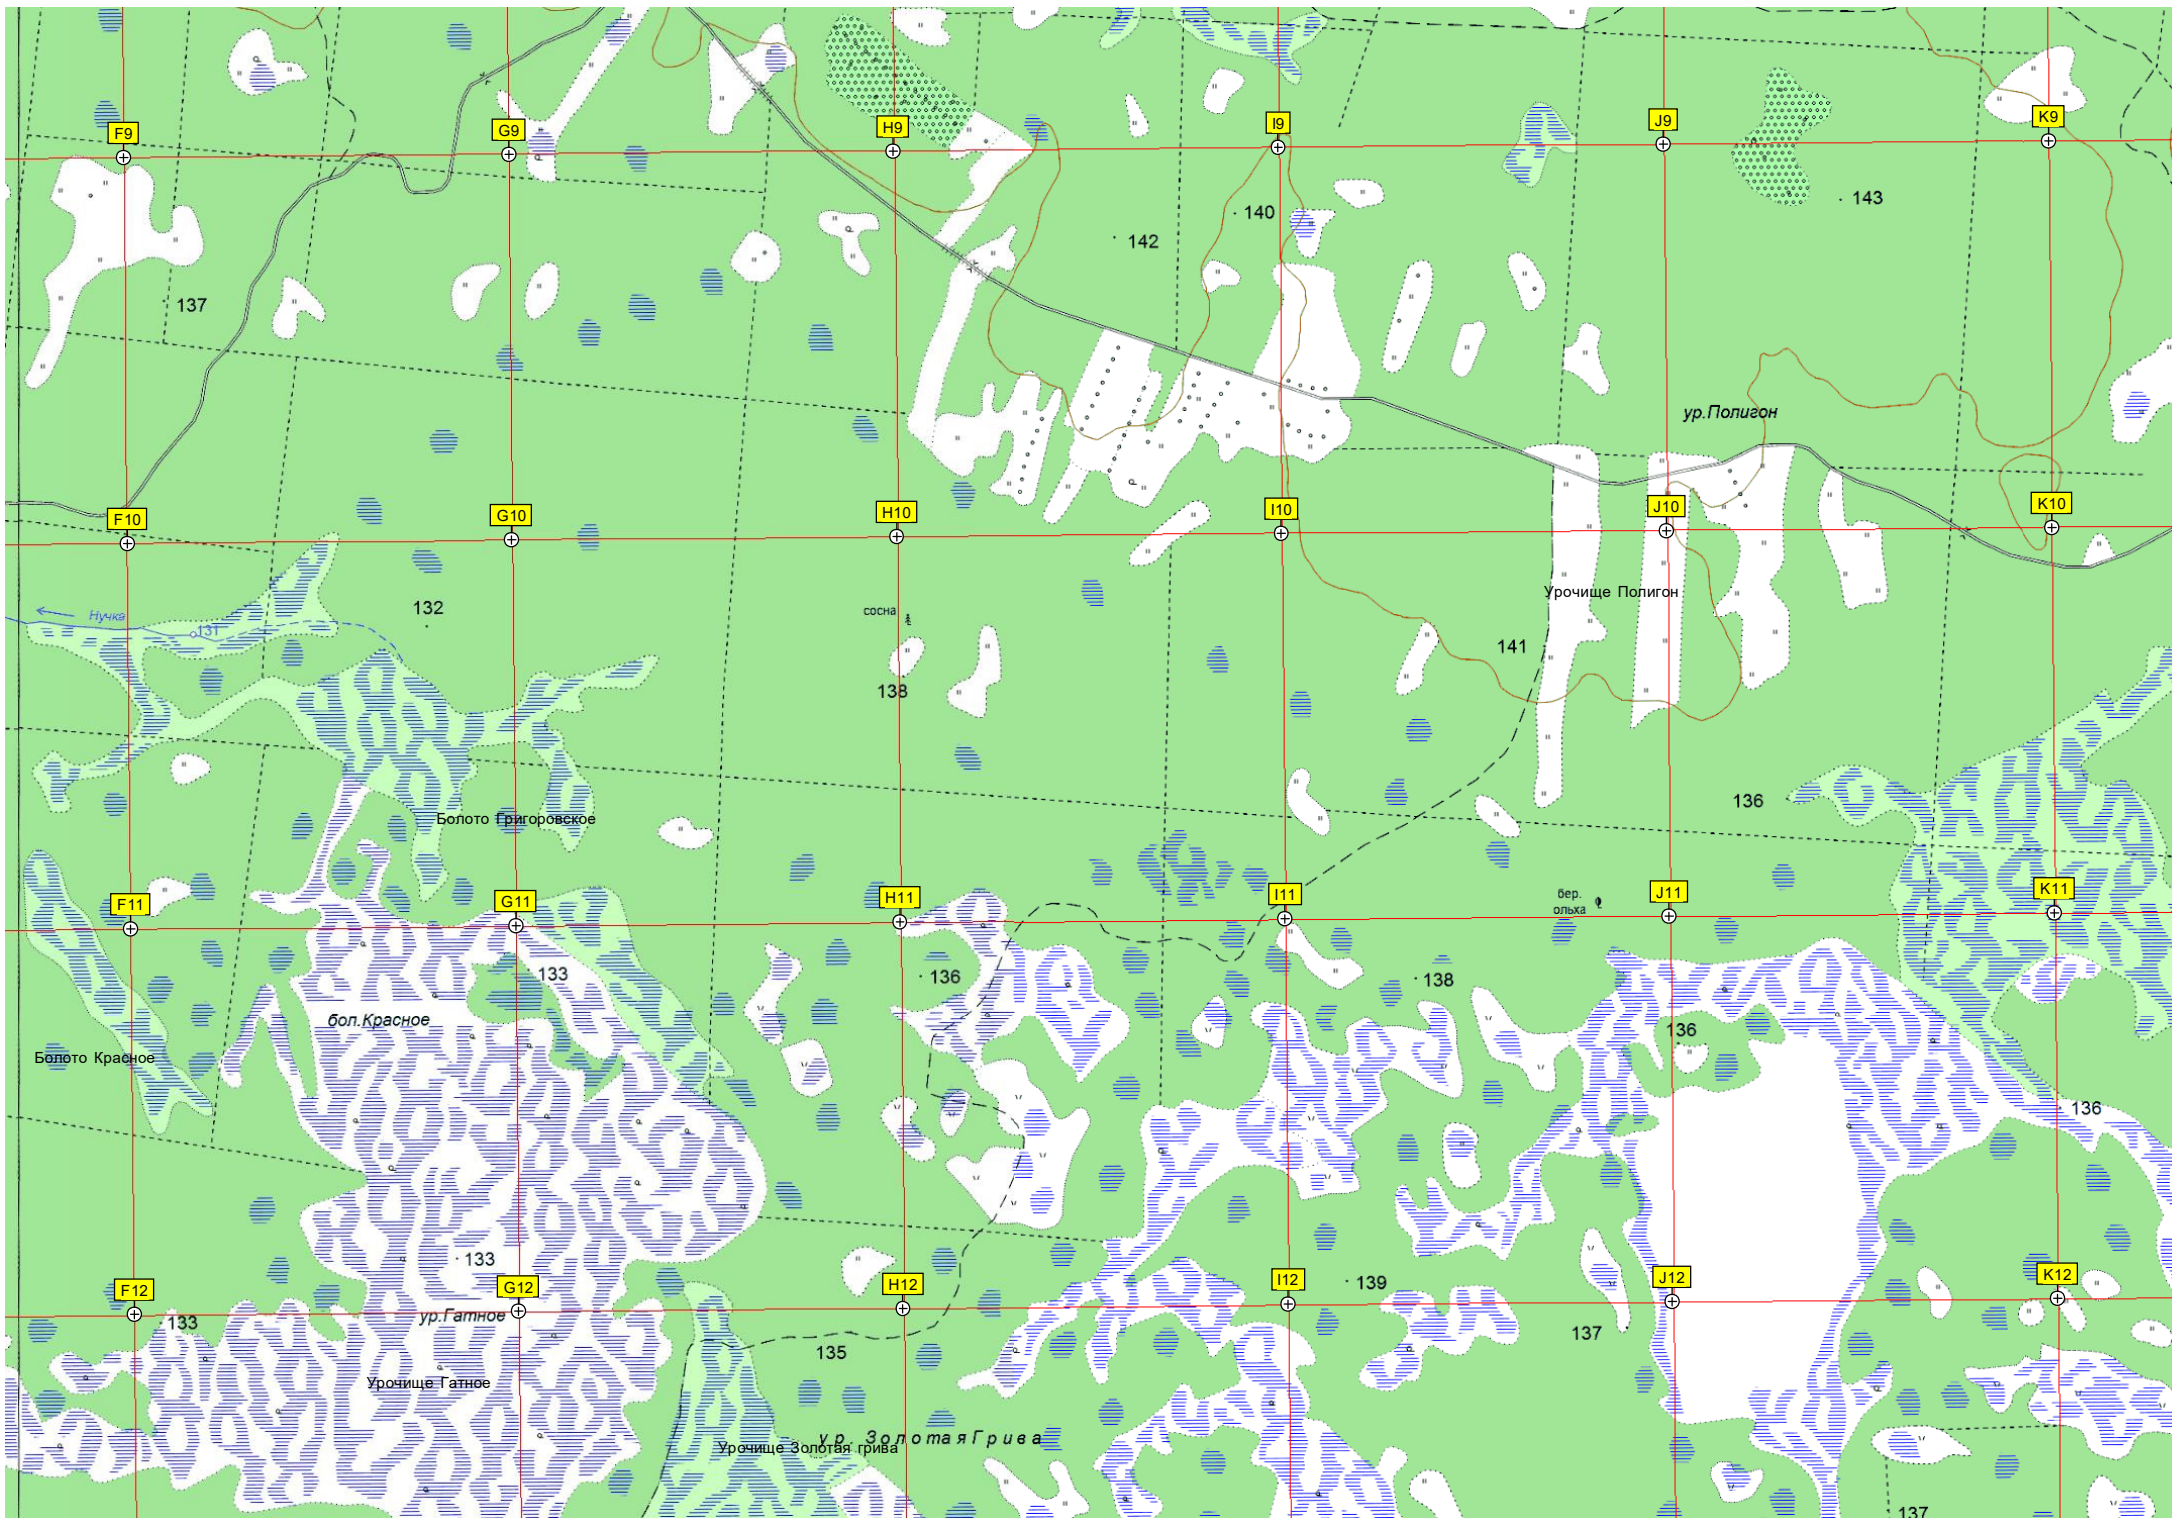 F9
G9
H9
I9
J9
K9
143
140
142
137
ур.Полигон
F10
G10
H10
I10
J10
K10
Урочище Полигон
132
сосна
Нучка
131
141
138
136
Болото Григоровское
F11
G11
H11
I11
J11
K11
бер.
ольха
133
136
138
бол.Красное
136
Болото Красное
136
133
F12
G12
H12
I12
J12
K12
139
133
ур.Гатное
137
135
Урочище Гатное
ур. Золотая Грива
Урочище Золотая грива
137